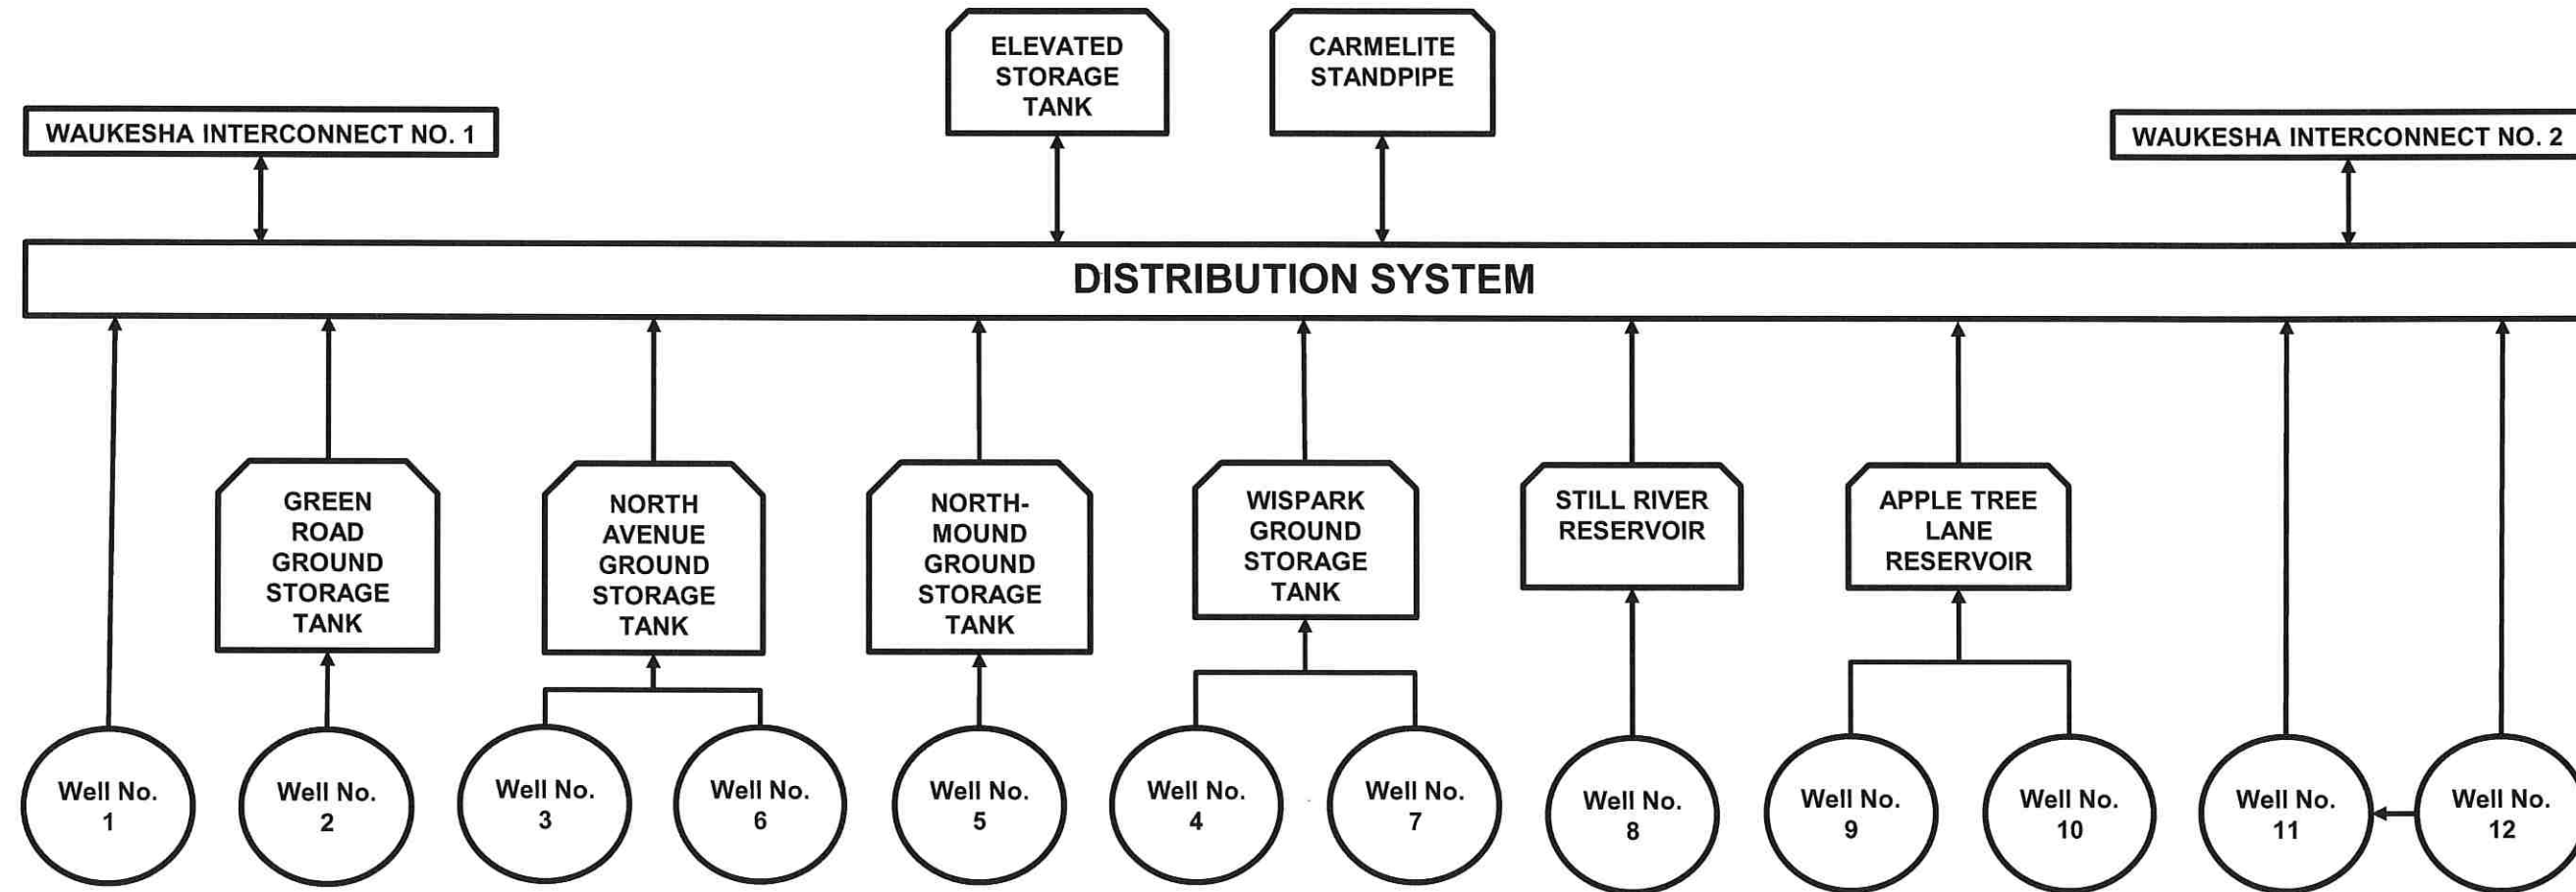 ELEVATED
STORAGE
TANK
CARMELITE
STANDPIPE
WAUKESHA INTERCONNECT NO. 1
WAUKESHA INTERCONNECT NO. 2
DISTRIBUTION SYSTEM
GREEN
ROAD
GROUND
STORAGE
TANK
NORTH
AVENUE
GROUND
STORAGE
TANK
NORTH-
MOUND
GROUND
STORAGE
TANK
WISPARK
GROUND
STORAGE
TANK
STILL RIVER
RESERVOIR
APPLE TREE
LANE
RESERVOIR
Well No.
1
Well No.
2
Well No.
3
Well No.
6
Well No.
5
Well No.
4
Well No.
7
Well No.
8
Well No.
9
Well No.
10
Well No.
11
Well No.
12